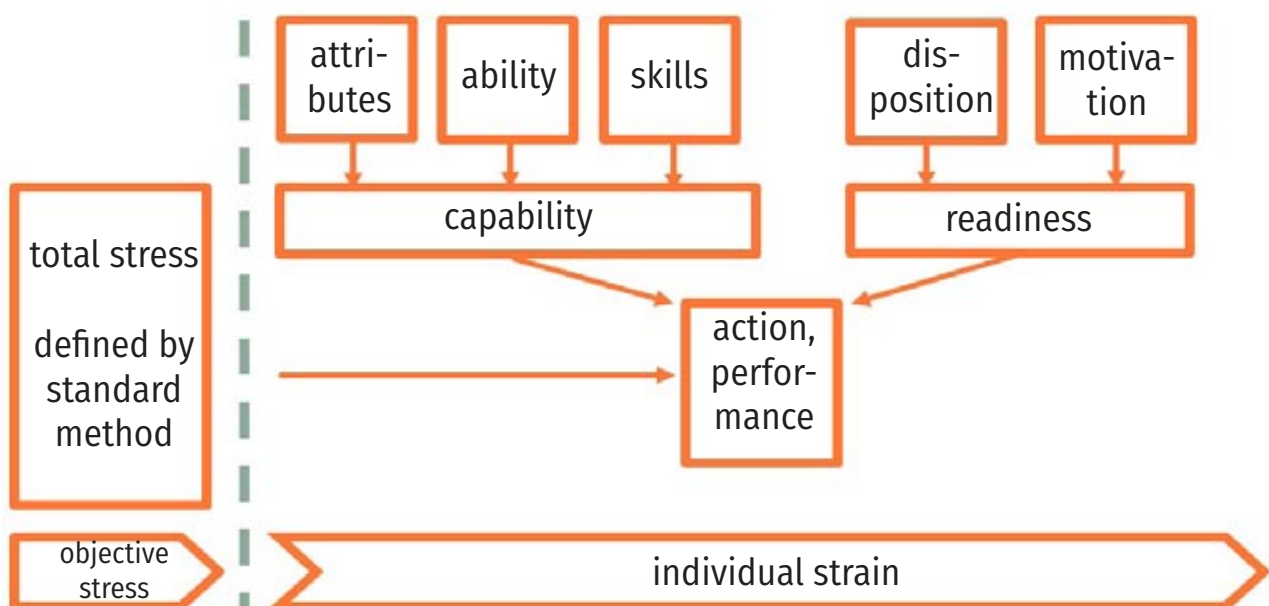 attri-
butes
ability
skills
dis-
position
motiva-
tion
capability
readiness
total stress
defined by
standard
method
action,
perfor-
mance
objective
stress
individual strain